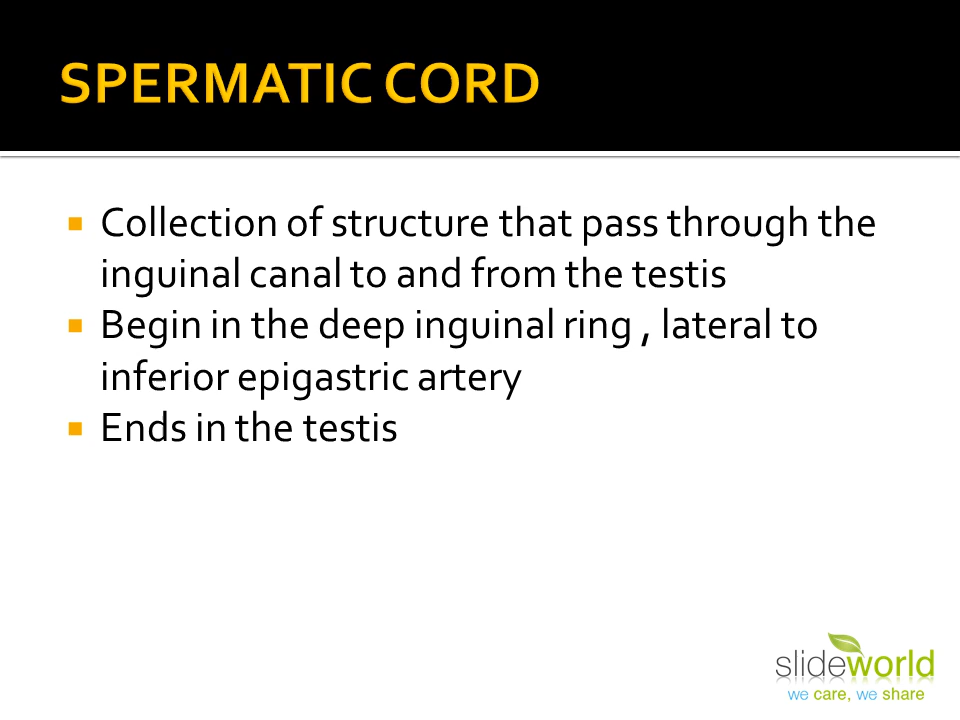 SPERMATIC CORD
Collection of structure that pass through the
inguinal canal to and from the testis
Begin in the deep inguinal ring , lateral to
inferior epigastric artery
Ends in the testis
slideworld
we care, we share